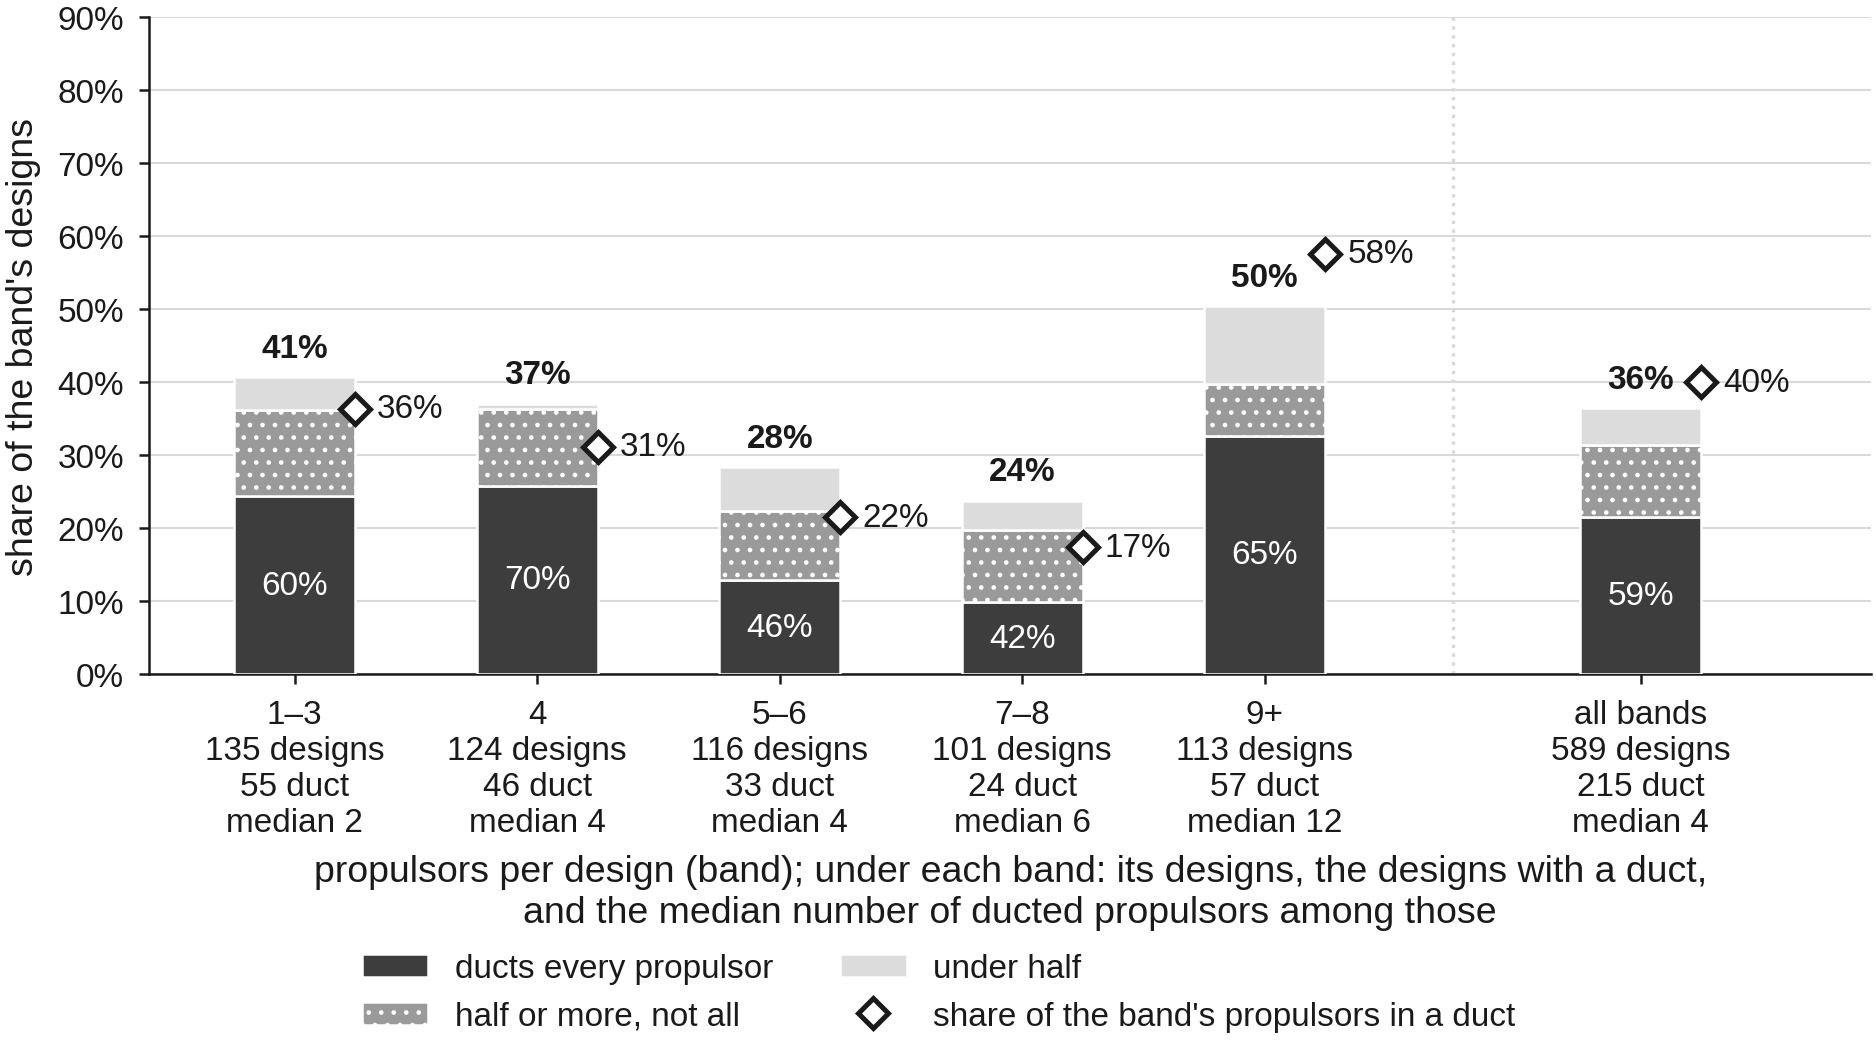 90%
80%
70%
60%
50%
40%
30%
20%
10%
0%
share of the band's designs
41%
36%
60%
37%
31%
70%
28%
22%
46%
24%
17%
42%
50%
58%
65%
36%
40%
59%
1–3
135 designs
55 duct
median 2
4
124 designs
46 duct
median 4
5–6
116 designs
33 duct
median 4
7–8
101 designs
24 duct
median 6
9+
113 designs
57 duct
median 12
all bands
589 designs
215 duct
median 4
propulsors per design (band); under each band: its designs, the designs with a duct,
and the median number of ducted propulsors among those
ducts every propulsor
half or more, not all
under half
share of the band's propulsors in a duct